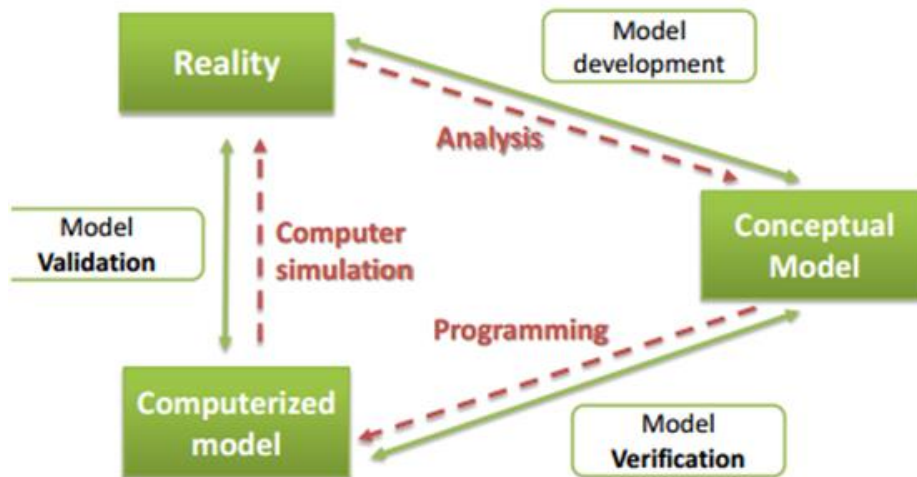 Reality
Model
development
Analysis
Model
Validation
Computer
simulation
Conceptual
Model
Programming
Computerized
model
Model
Verification